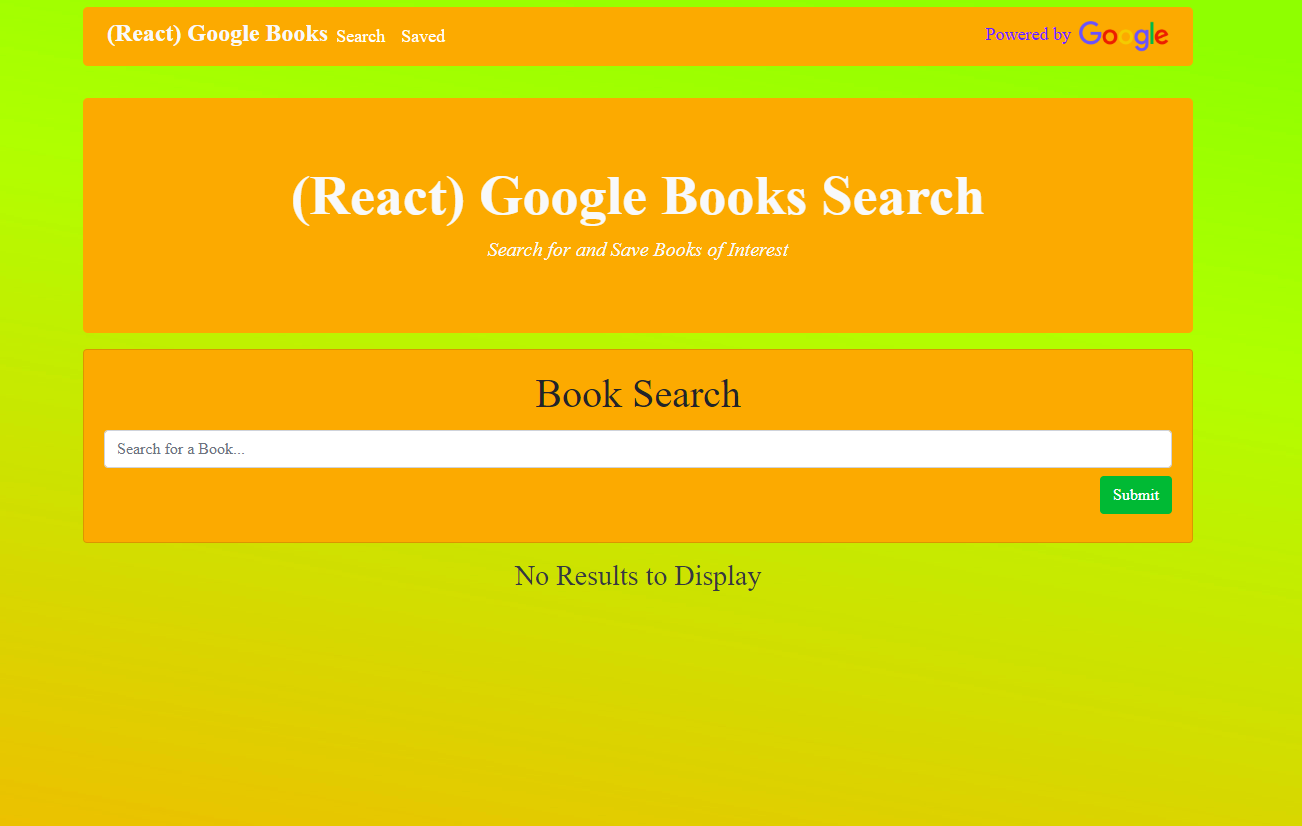 (React) Google Books Search Saved Powered by Google
(React) Google Books Search
Search for and Save Books of Interest
Book Search
Search for a Book...
Submit
No Results to Display